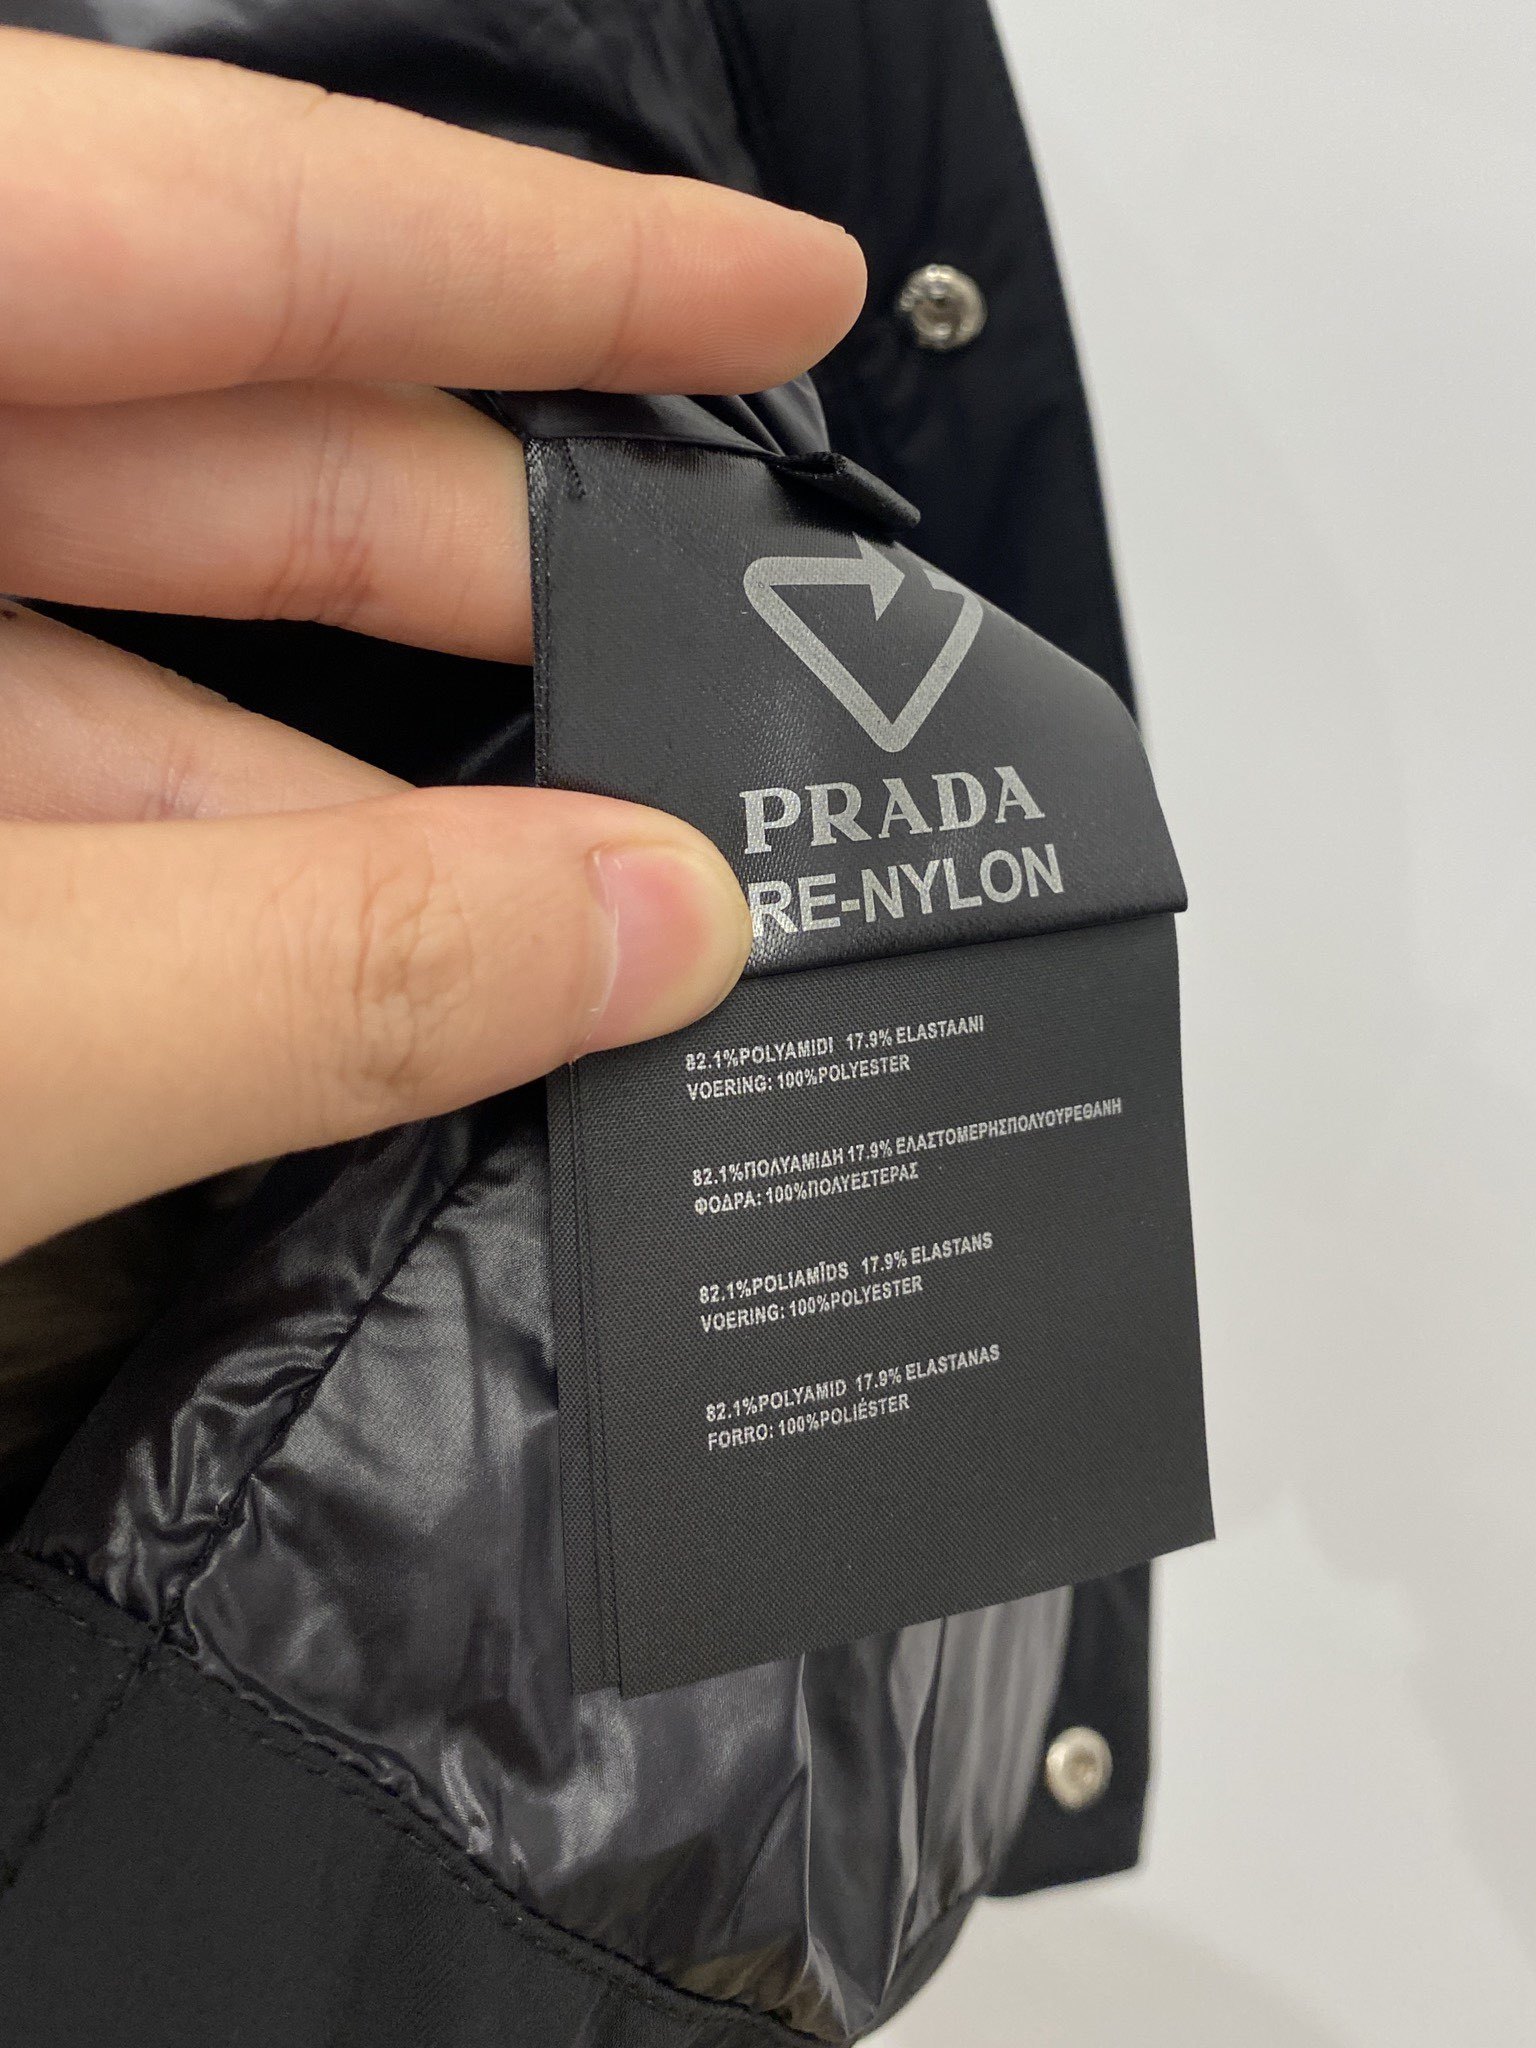 PRADA
RE-NYLON
82.1%POLYAMIDI 17.9% ELASTAANI
VOERING: 100%POLYESTER
82.1%ΠΟΛΥΑΜΙΔΗ 17.9% ΕΛΑΣΤΟΜΕΡΗΣΠΟΛΥΟΥΡΕΘΑΝΗ
ΦΟΔΡΑ: 100%ΠΟΛΥΕΣΤΕΡΑΣ
82.1%POLIAMĪDS 17.9% ELASTANS
VOERING: 100%POLYESTER
82.1%POLYAMID 17.9% ELASTANAS
FORRO: 100%POLIÉSTER